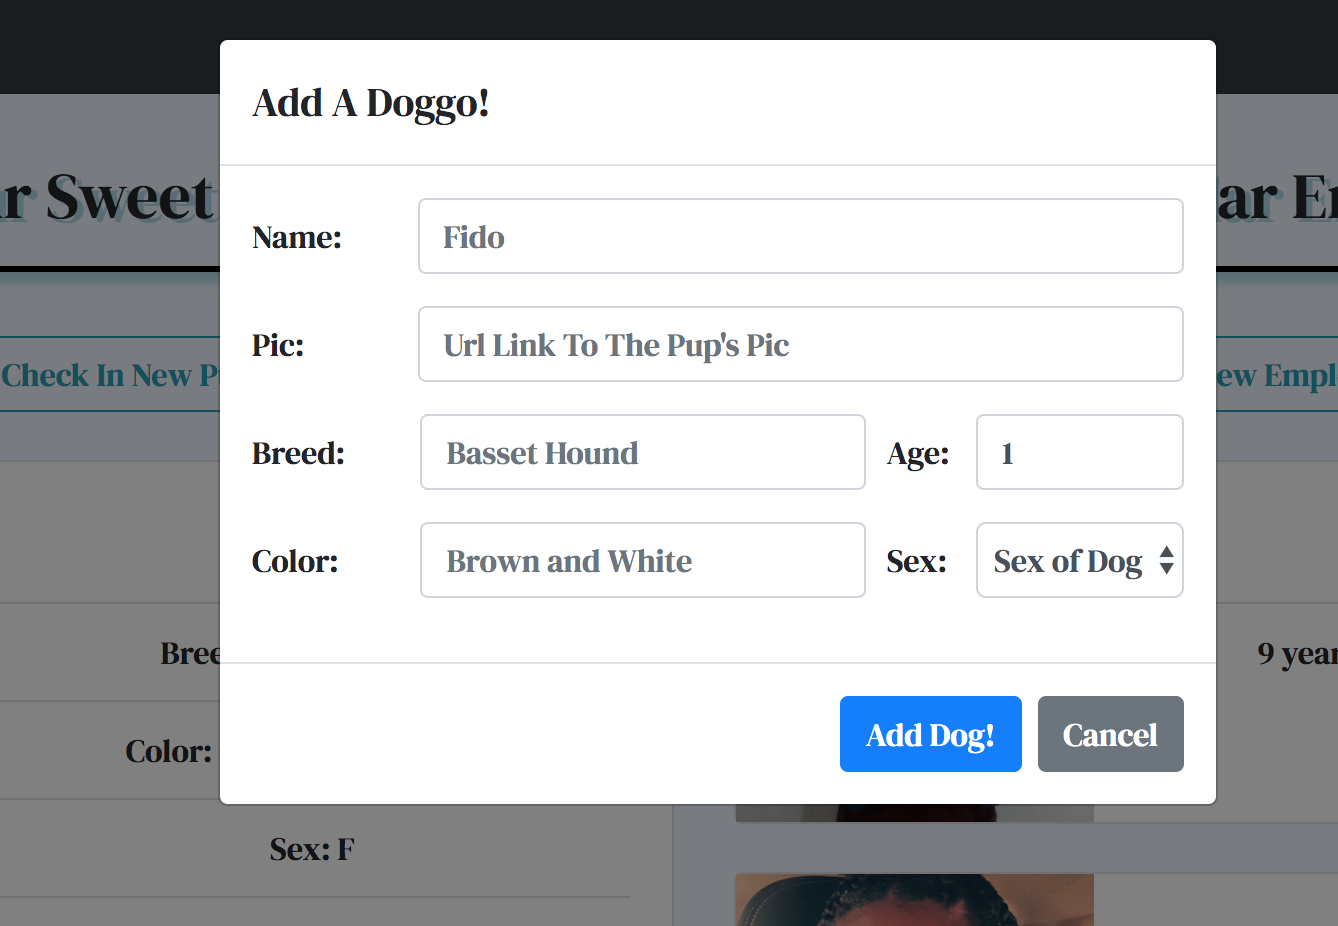 Add A Doggo!
r Sweet
ar E
Name: Fido
Pic: Url Link To The Pup's Pic
Check In New P
ew Empl
Breed: Basset Hound Age: 1
Color: Brown and White Sex: Sex of Dog
Bree
9 year
Add Dog! Cancel
Color:
Sex: F